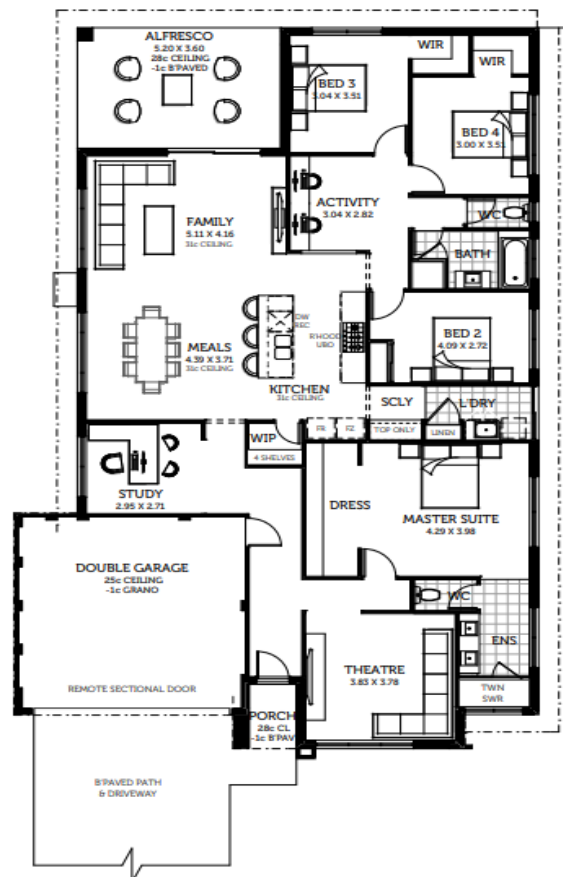 ALFRESCO
5.20 X 3.60
28c CEILING
-1c B'PAVED
WIR
BED 3
3.04 X 3.51
WIR
BED 4
3.00 X 3.51
ACTIVITY
3.04 X 2.82
WC
FAMILY
5.11 X 4.16
31c CEILING
BATH
DW
REC
R'HOOD
UBO
BED 2
4.09 X 2.72
MEALS
4.39 X 3.71
31c CEILING
KITCHEN
31c CEILING
SCLY
L'DRY
FR
FZ
TOP ONLY
LINEN
WIP
4 SHELVES
STUDY
2.95 X 2.71
DRESS
MASTER SUITE
4.29 X 3.98
DOUBLE GARAGE
25c CEILING
-1c GRANO
WC
ENS
THEATRE
3.83 X 3.78
REMOTE SECTIONAL DOOR
TWN
SWR
PORCH
28c CL
-1c B'PAV
B'PAVED PATH
& DRIVEWAY